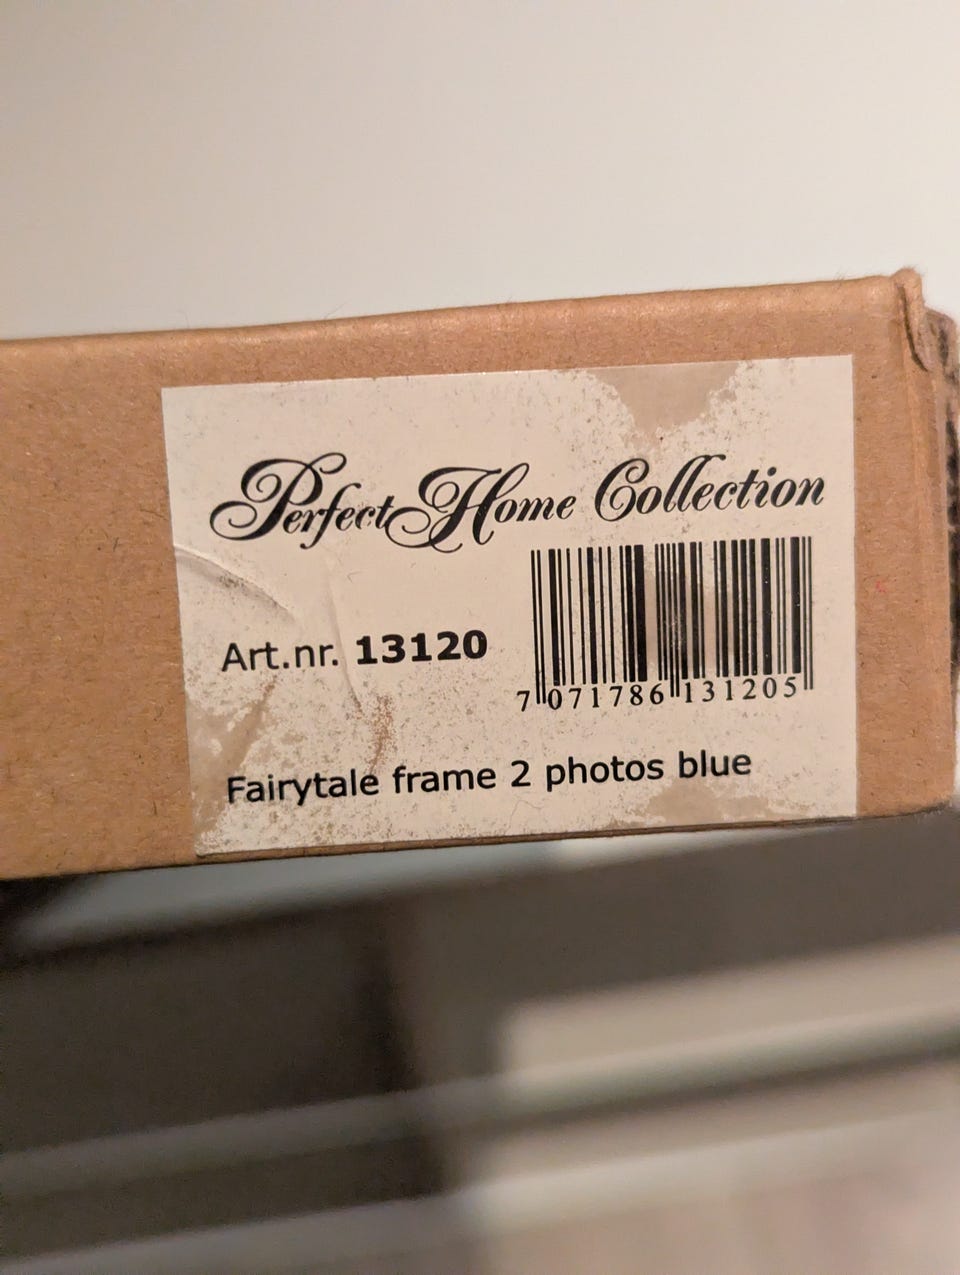 Perfect Home Collection
Art.nr. 13120
7 071786 131205
Fairytale frame 2 photos blue